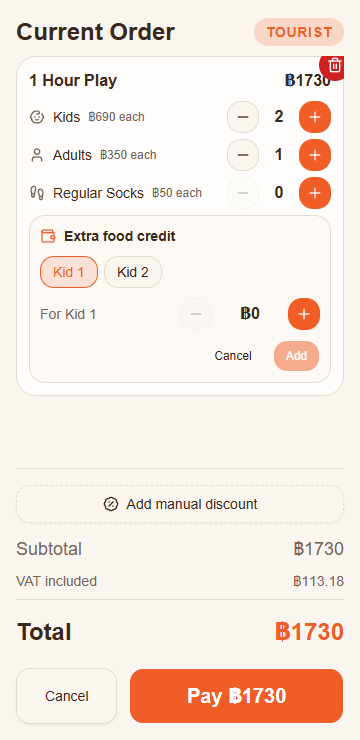 Current Order
TOURIST
1 Hour Play
฿1730
Kids ฿690 each
2
Adults ฿350 each
1
Regular Socks ฿50 each
0
Extra food credit
Kid 1
Kid 2
For Kid 1
฿0
Cancel
Add
Add manual discount
Subtotal
฿1730
VAT included
฿113.18
Total
฿1730
Cancel
Pay ฿1730